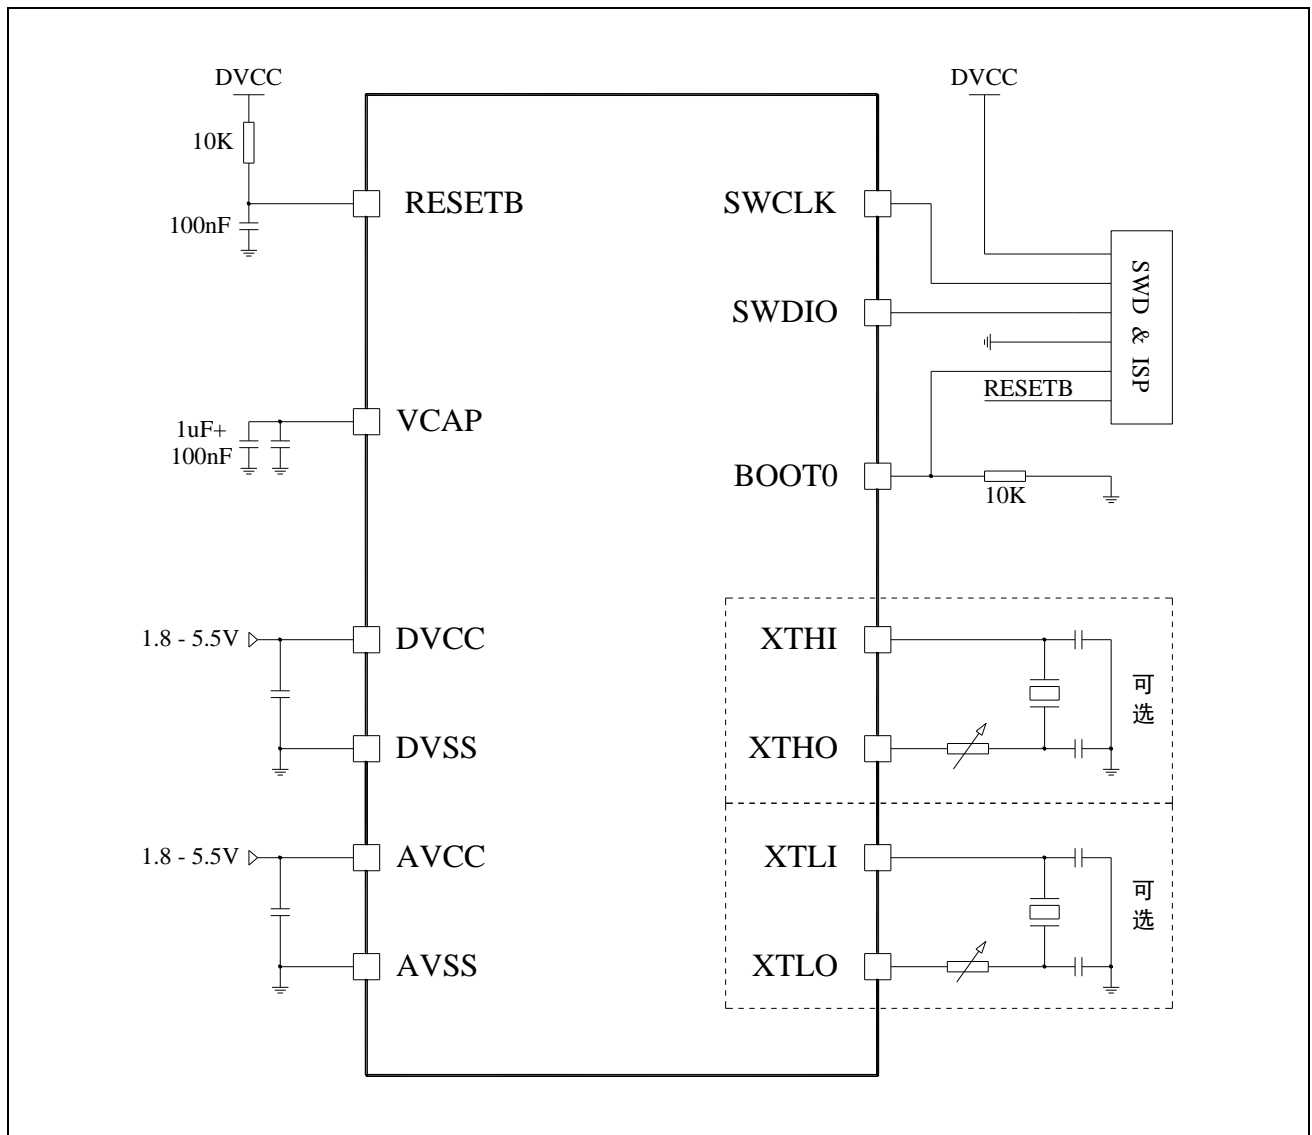 DVCC
10K
RESETB
100nF
VCAP
1uF+
100nF
1.8 - 5.5V
DVCC
DVSS
1.8 - 5.5V
AVCC
AVSS
DVCC
SWCLK
SWDIO
SWD & ISP
RESETB
BOOT0
10K
XTHI
可
选
XTHO
XTLI
可
选
XTLO